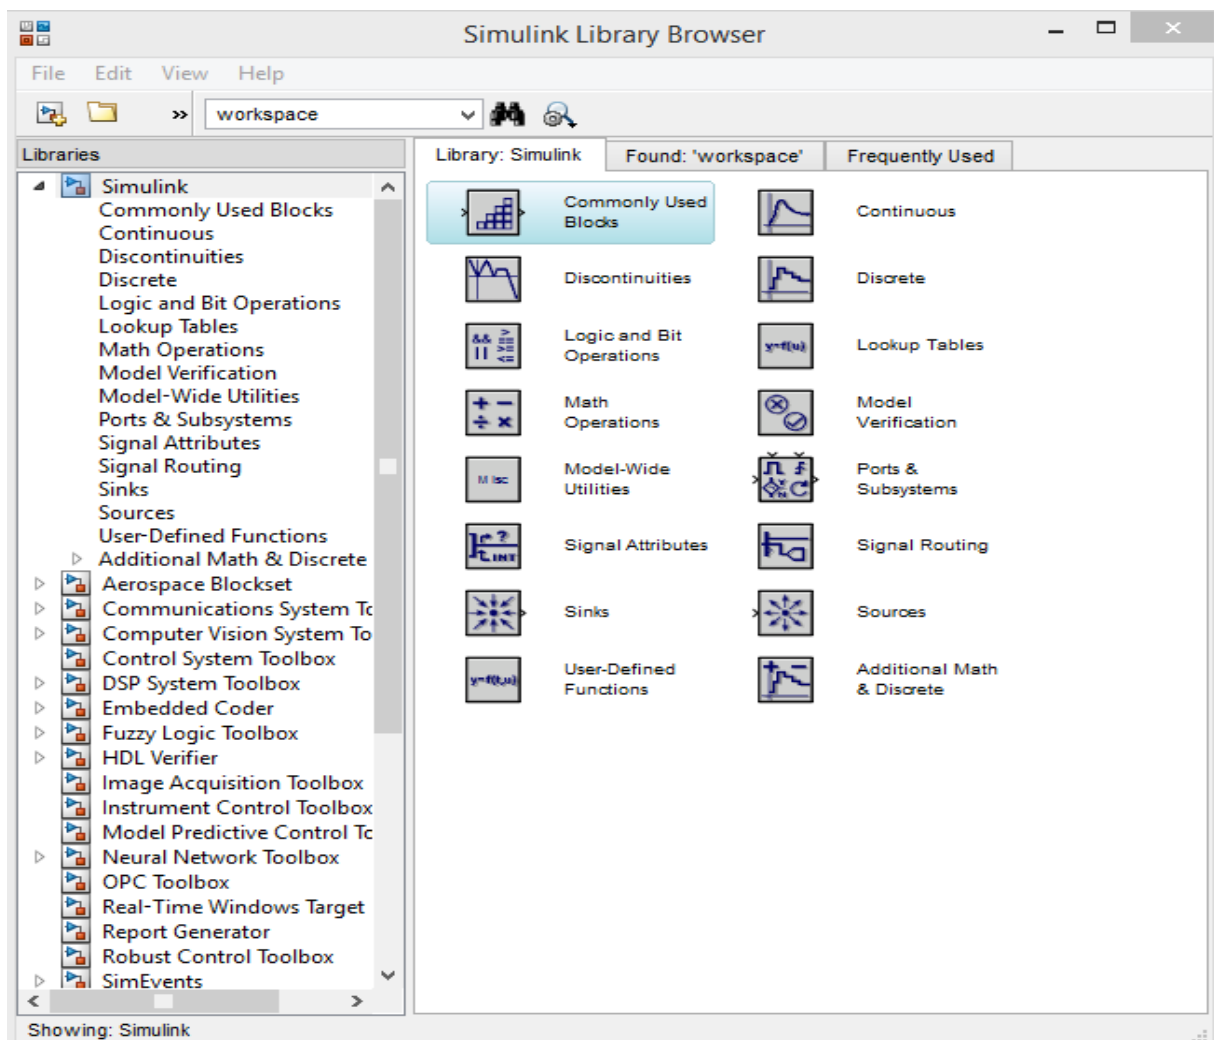 Simulink Library Browser
File Edit View Help
» workspace
Libraries
Library: Simulink Found: 'workspace' Frequently Used
Simulink
Commonly Used Blocks
Continuous
Discontinuities
Discrete
Logic and Bit Operations
Lookup Tables
Math Operations
Model Verification
Model-Wide Utilities
Ports & Subsystems
Signal Attributes
Signal Routing
Sinks
Sources
User-Defined Functions
Additional Math & Discrete
Aerospace Blockset
Communications System Tc
Computer Vision System To
Control System Toolbox
DSP System Toolbox
Embedded Coder
Fuzzy Logic Toolbox
HDL Verifier
Image Acquisition Toolbox
Instrument Control Toolbox
Model Predictive Control Tc
Neural Network Toolbox
OPC Toolbox
Real-Time Windows Target
Report Generator
Robust Control Toolbox
SimEvents
Commonly Used
Blocks
Continuous
Discontinuities
Discrete
&& >
|| >=
<=
Logic and Bit
Operations
y=f(u)
Lookup Tables
+ −
÷ ×
Math
Operations
Model
Verification
Misc
Model-Wide
Utilities
Ports &
Subsystems
?
INT
Signal Attributes
Signal Routing
Sinks
Sources
y=f(t,u)
User-Defined
Functions
+ −
Additional Math
& Discrete
Showing: Simulink